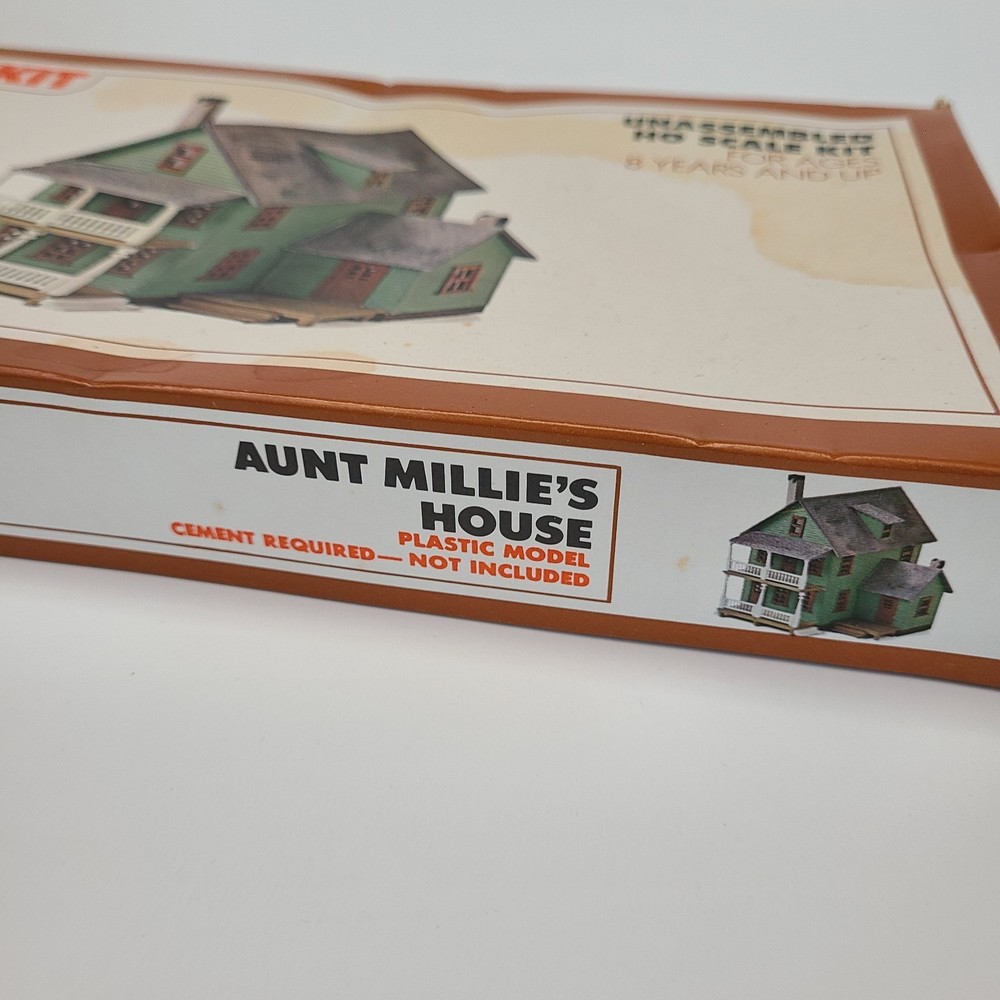 KIT
UNASSEMBLED
HO SCALE KIT
FOR AGES
8 YEARS AND UP
AUNT MILLIE'S
HOUSE
PLASTIC MODEL
CEMENT REQUIRED—NOT INCLUDED